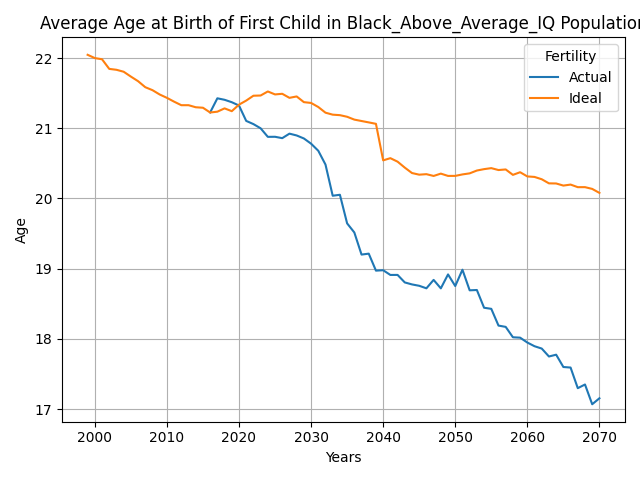 Average Age at Birth of First Child in Black_Above_Average_IQ Population
Fertility
Actual
Ideal
22
21
20
19
18
17
Age
2000 2010 2020 2030 2040 2050 2060 2070
Years